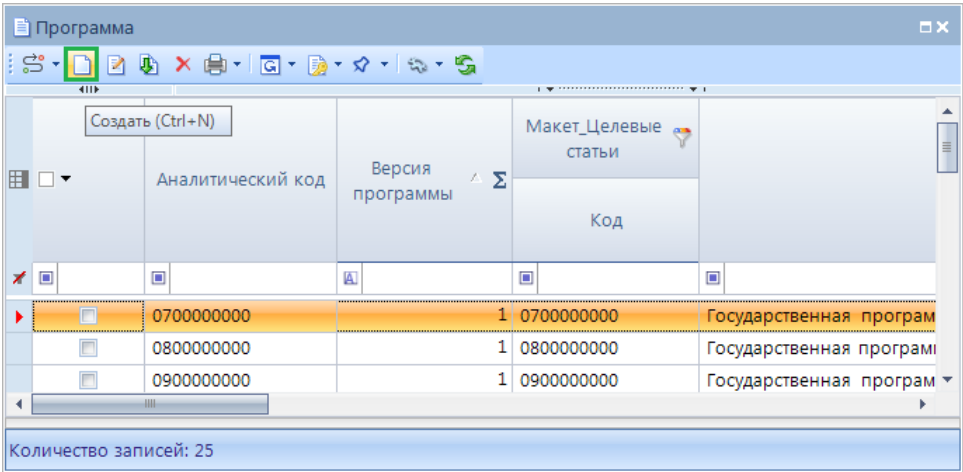 Программа
Создать (Ctrl+N)
Аналитический код
Версия
программы
Σ
Макет_Целевые
статьи
Код
0700000000 1 0700000000 Государственная програм
0800000000 1 0800000000 Государственная програм
0900000000 1 0900000000 Государственная програм
Количество записей: 25